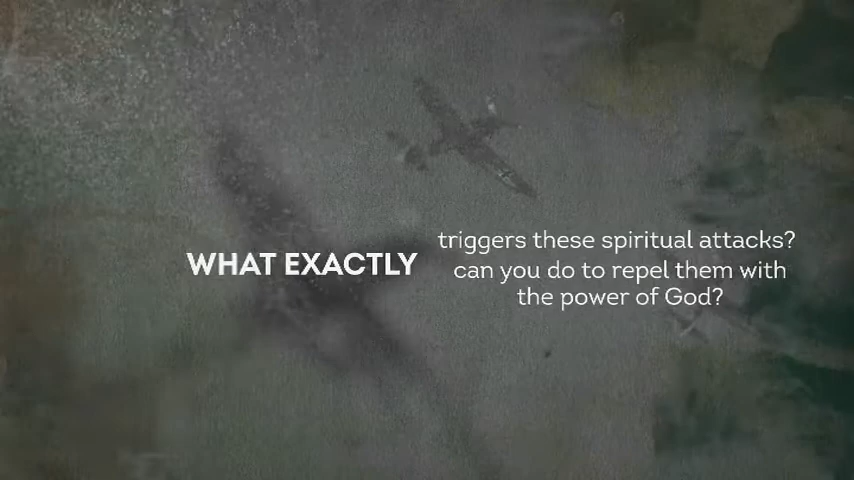 WHAT EXACTLY
triggers these spiritual attacks?
can you do to repel them with
the power of God?